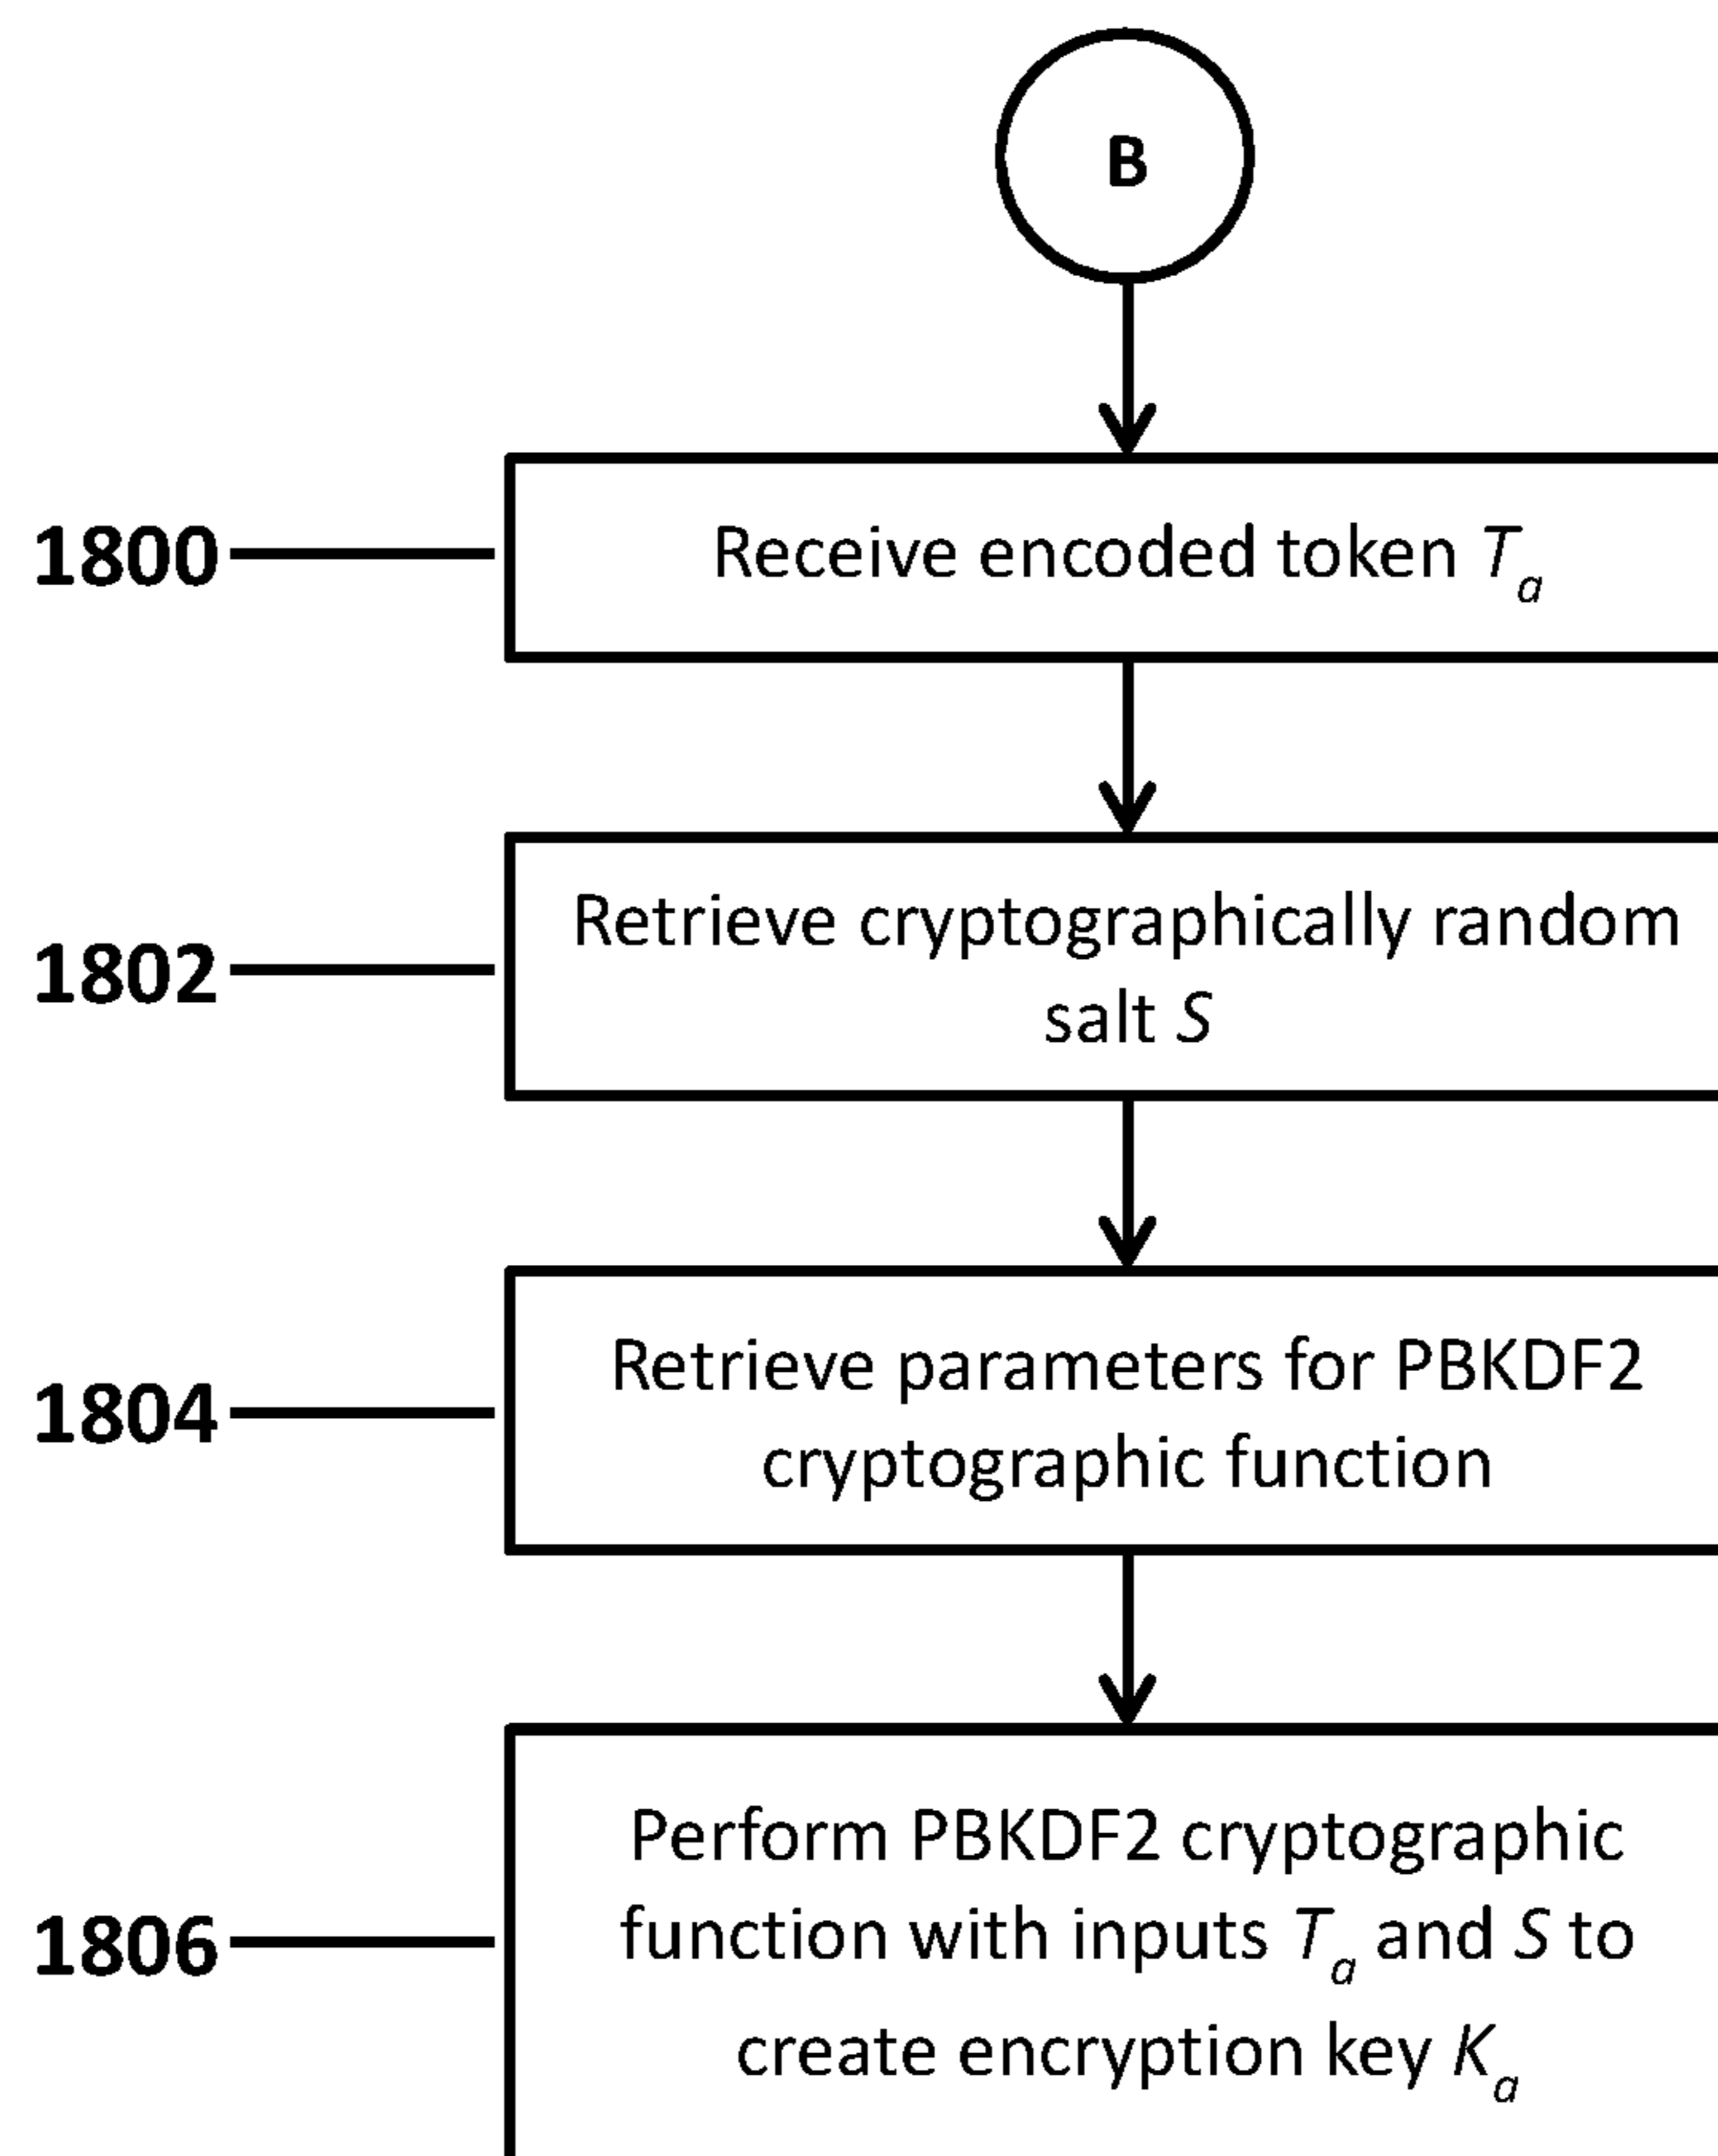 B
1800
Receive encoded token Ta
1802
Retrieve cryptographically random
salt S
1804
Retrieve parameters for PBKDF2
cryptographic function
1806
Perform PBKDF2 cryptographic
function with inputs Ta and S to
create encryption key Ka